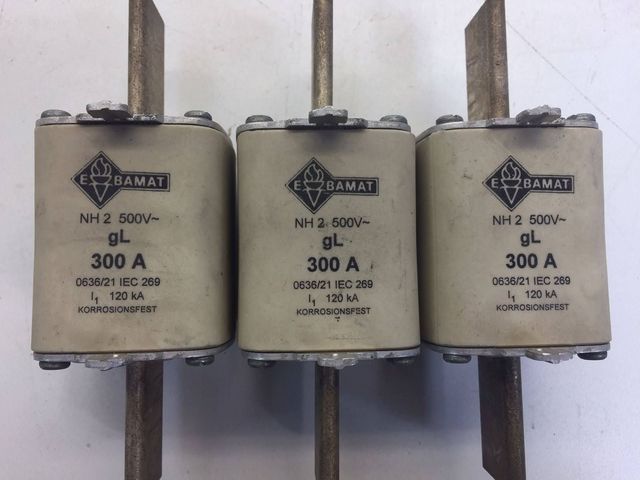 E BAMAT
NH 2 500V~
gL
300 A
0636/21 IEC 269
I1 120 kA
KORROSIONSFEST
E BAMAT
NH 2 500V~
gL
300 A
0636/21 IEC 269
I1 120 kA
KORROSIONSFEST
E BAMAT
NH 2 500V~
gL
300 A
0636/21 IEC 269
I1 120 kA
KORROSIONSFEST